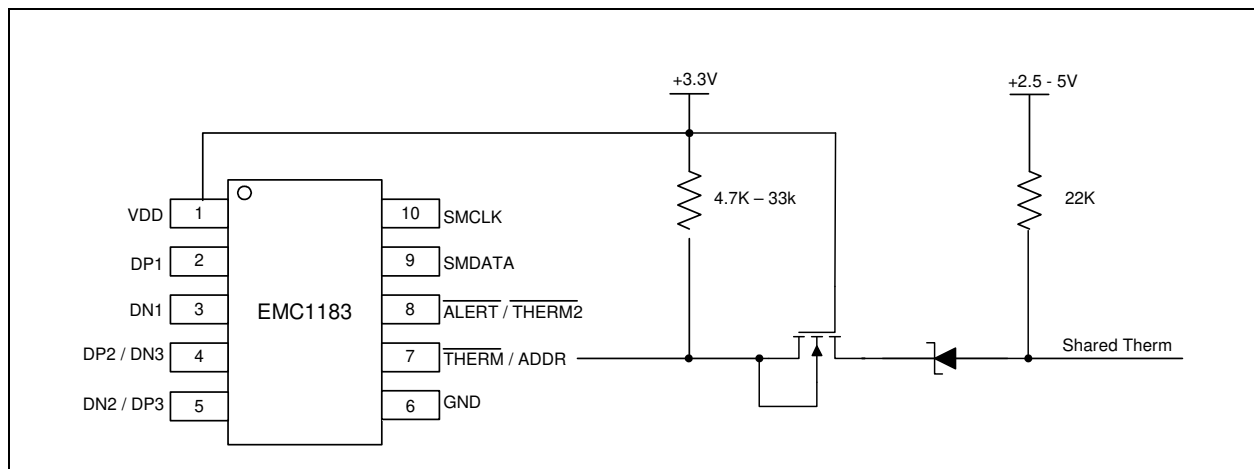 +3.3V
+2.5 - 5V
4.7K – 33k
22K
VDD 1
10 SMCLK
DP1 2
9 SMDATA
DN1 3
EMC1183
8 ALERT / THERM2
DP2 / DN3 4
7 THERM / ADDR
Shared Therm
DN2 / DP3 5
6 GND